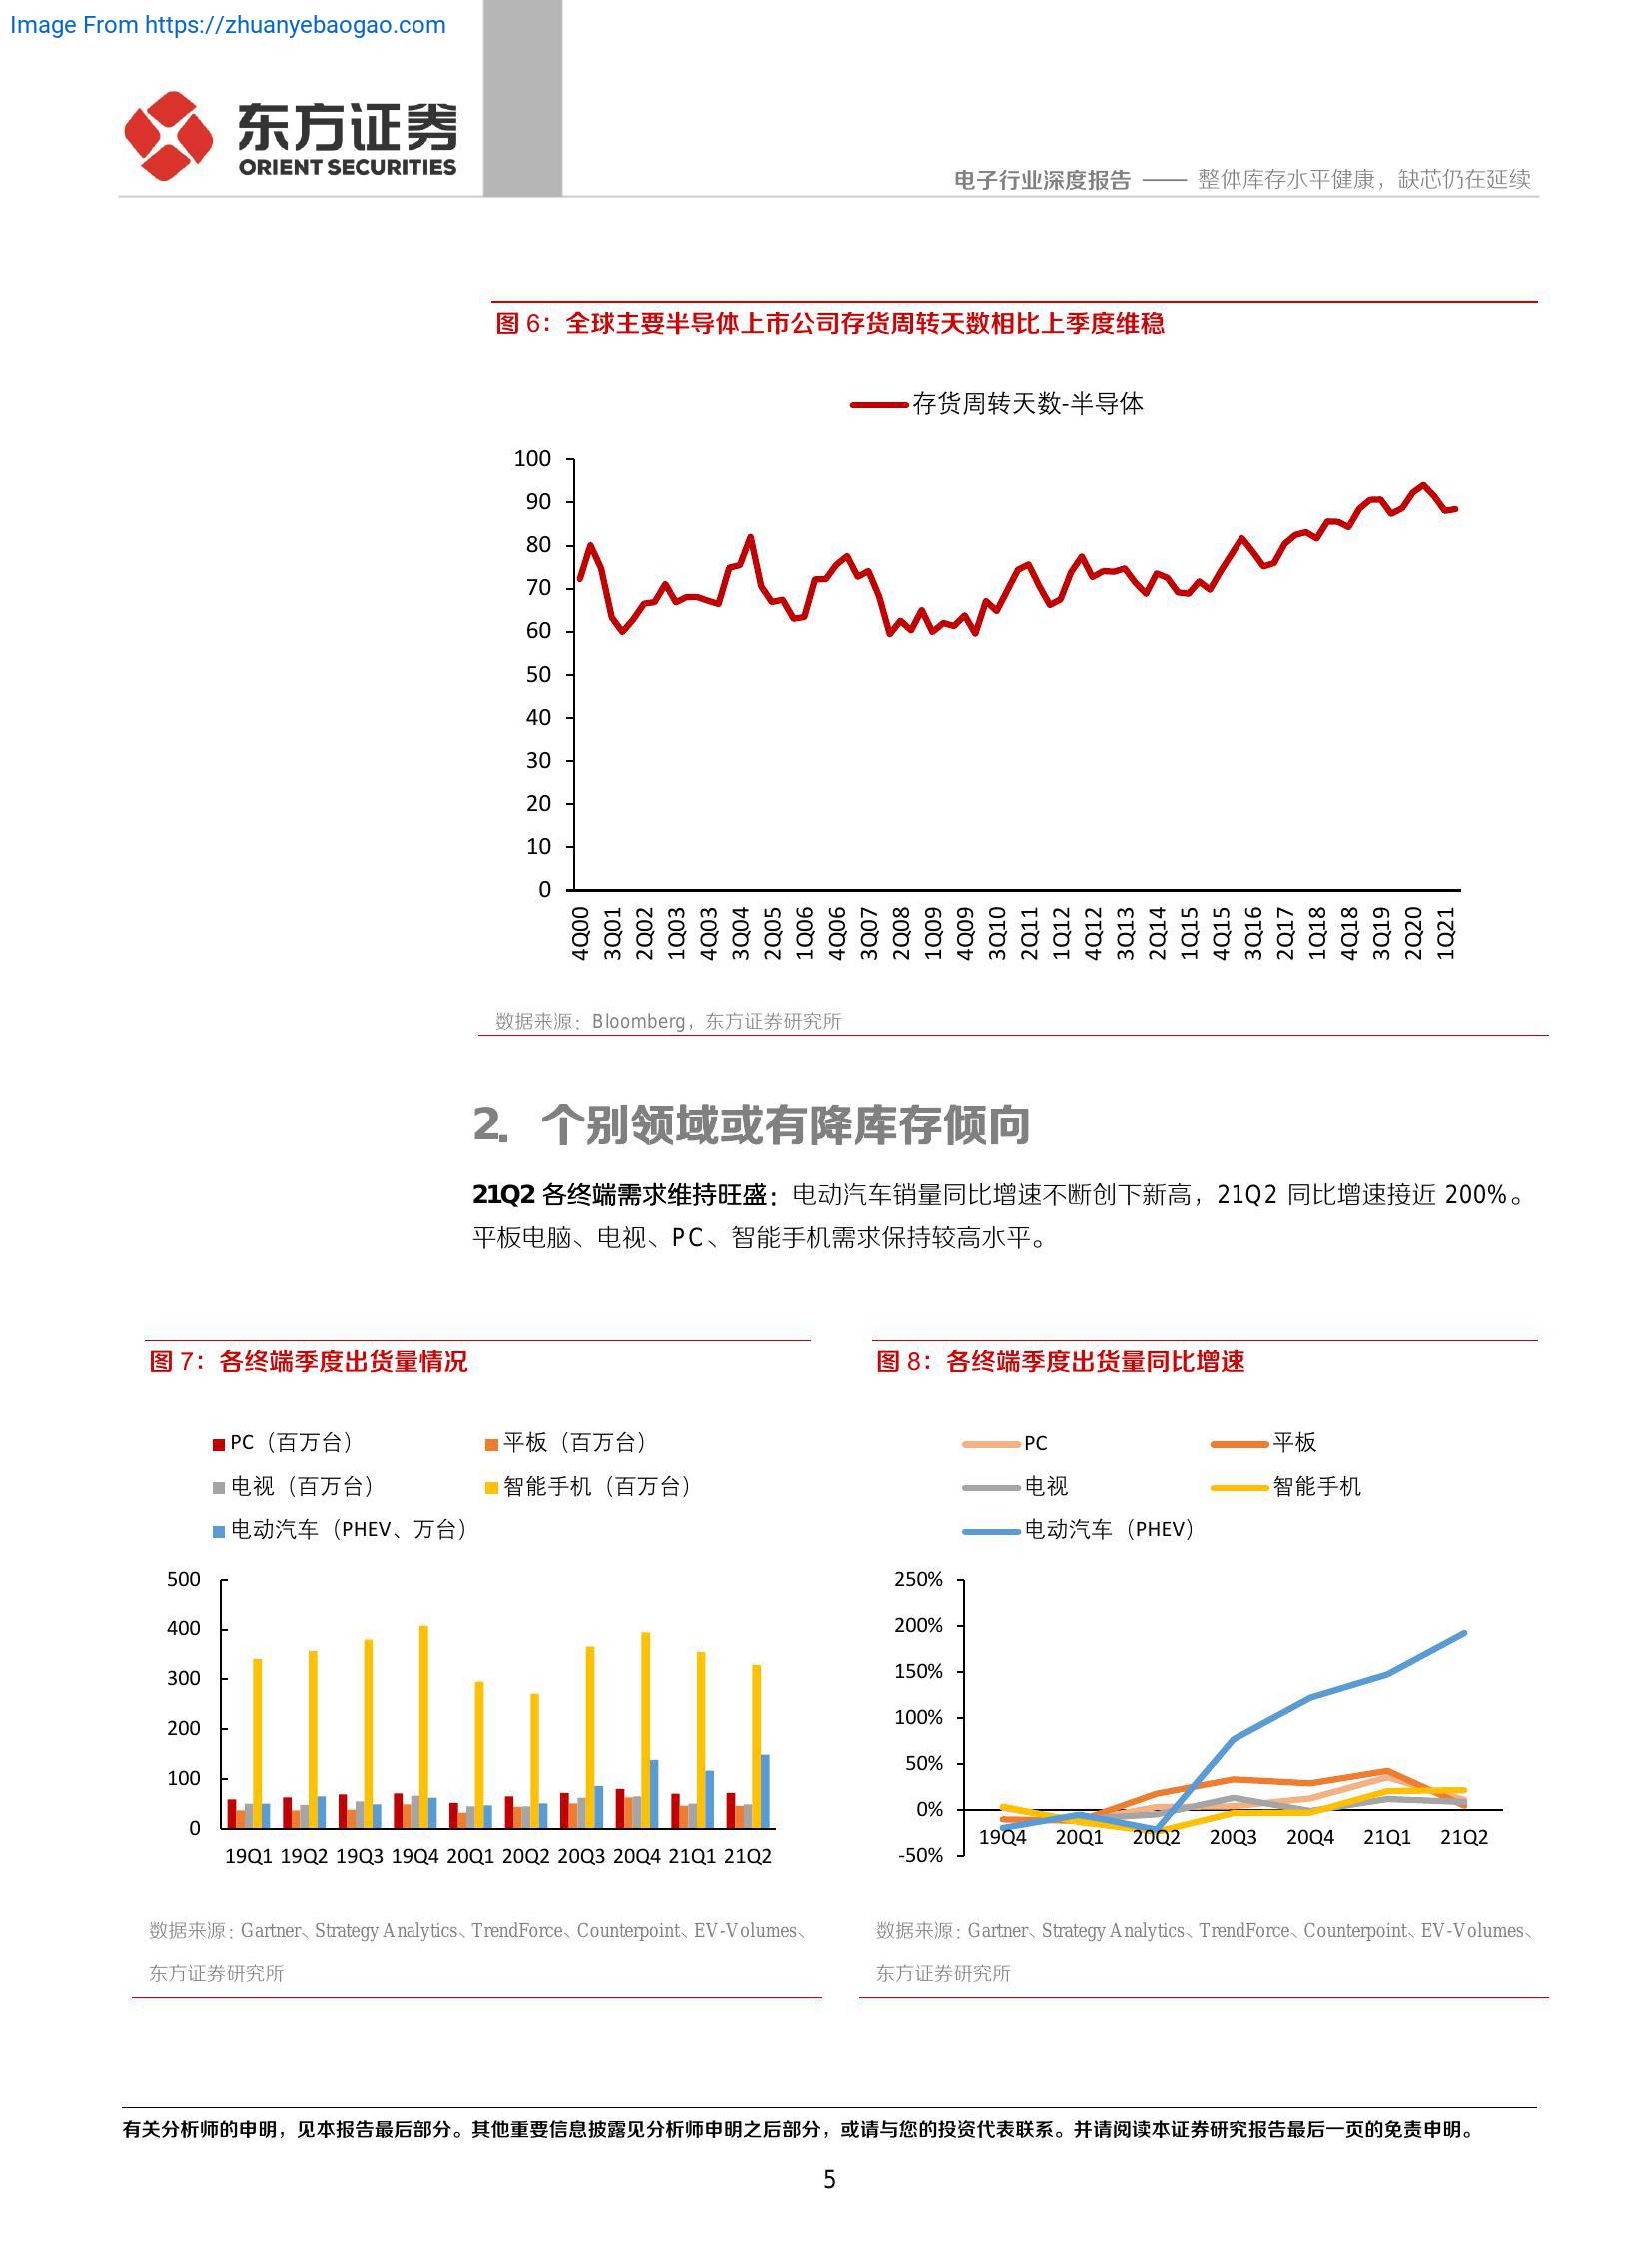 Image From https://zhuanyebaogao.com
东方证券
ORIENT SECURITIES
电子行业深度报告 —— 整体库存水平健康，缺芯仍在延续
图 6：全球主要半导体上市公司存货周转天数相比上季度维稳
存货周转天数-半导体
100
90
80
70
60
50
40
30
20
10
0
4Q00 3Q01 2Q02 1Q03 4Q03 3Q04 2Q05 1Q06 4Q06 3Q07 2Q08 1Q09 4Q09 3Q10 2Q11 1Q12 4Q12 3Q13 2Q14 1Q15 4Q15 3Q16 2Q17 1Q18 4Q18 3Q19 2Q20 1Q21
数据来源：Bloomberg，东方证券研究所
2. 个别领域或有降库存倾向
21Q2 各终端需求维持旺盛：电动汽车销量同比增速不断创下新高，21Q2 同比增速接近 200%。
平板电脑、电视、PC、智能手机需求保持较高水平。
图 7：各终端季度出货量情况
PC（百万台） 平板（百万台）
电视（百万台） 智能手机（百万台）
电动汽车（PHEV、万台）
500
400
300
200
100
0
19Q1 19Q2 19Q3 19Q4 20Q1 20Q2 20Q3 20Q4 21Q1 21Q2
数据来源：Gartner、Strategy Analytics、TrendForce、Counterpoint、EV-Volumes、
东方证券研究所
图 8：各终端季度出货量同比增速
PC 平板
电视 智能手机
电动汽车（PHEV）
250%
200%
150%
100%
50%
0%
-50%
19Q4 20Q1 20Q2 20Q3 20Q4 21Q1 21Q2
数据来源：Gartner、Strategy Analytics、TrendForce、Counterpoint、EV-Volumes、
东方证券研究所
有关分析师的申明，见本报告最后部分。其他重要信息披露见分析师申明之后部分，或请与您的投资代表联系。并请阅读本证券研究报告最后一页的免责申明。
5